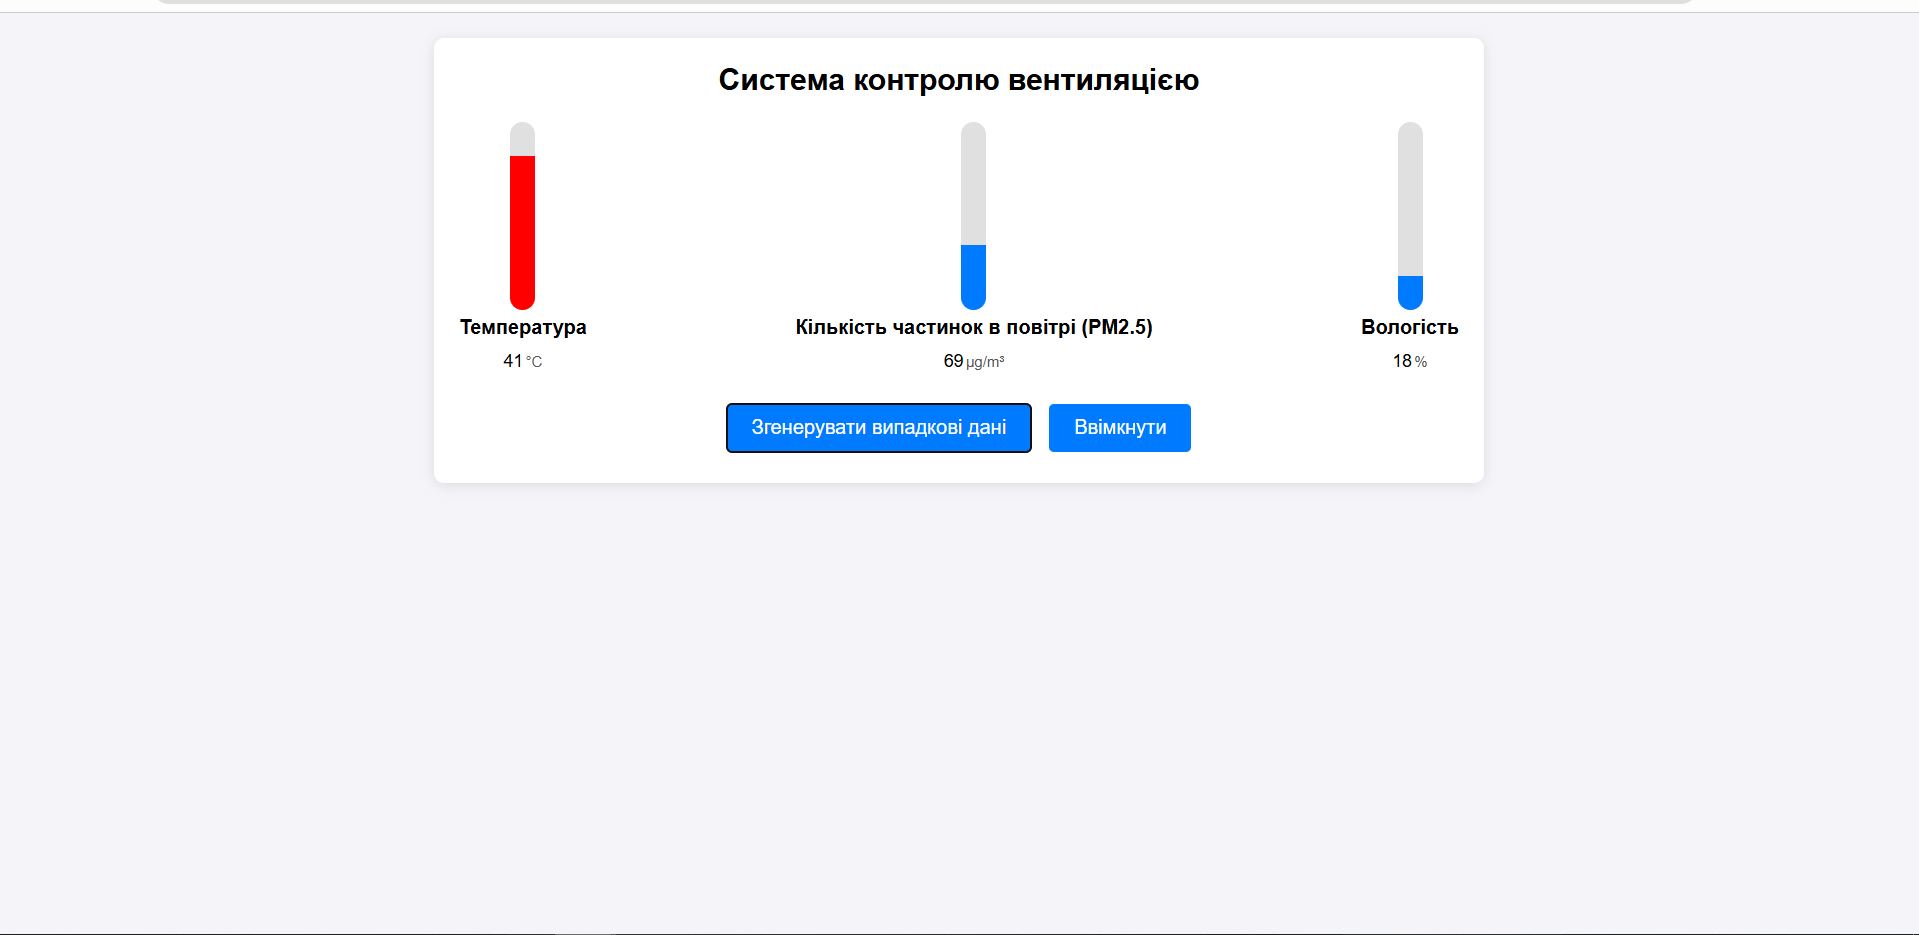 Система контролю вентиляцією
Температура
41 °C
Кількість частинок в повітрі (PM2.5)
69 µg/m³
Вологість
18 %
Згенерувати випадкові дані
Ввімкнути